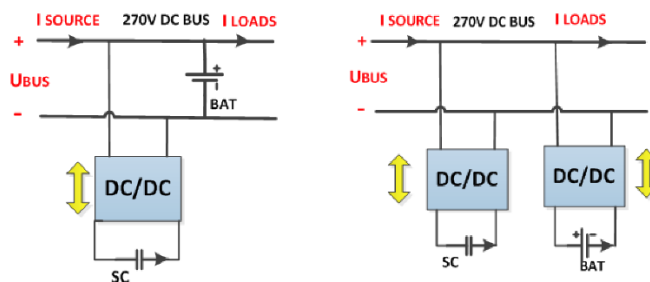 I SOURCE 270V DC BUS I LOADS
+
+
UBUS
BAT
-
DC/DC
SC
I SOURCE 270V DC BUS I LOADS
+
UBUS
-
DC/DC
DC/DC
+ -
SC
BAT